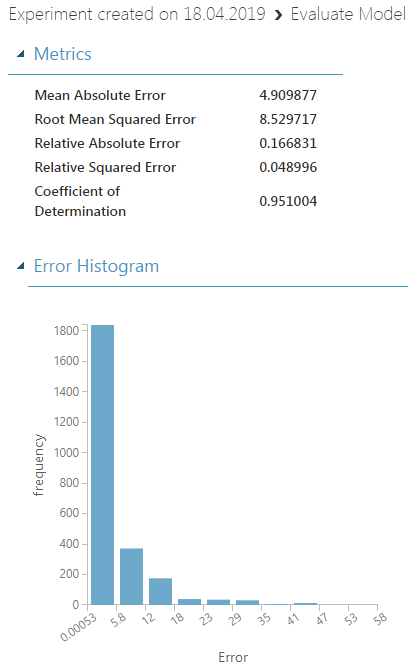 Experiment created on 18.04.2019 ❯ Evaluate Model
Metrics
Mean Absolute Error 4.909877
Root Mean Squared Error 8.529717
Relative Absolute Error 0.166831
Relative Squared Error 0.048996
Coefficient of
Determination 0.951004
Error Histogram
1800
1600
1400
1200
1000
800
600
400
200
0
frequency
0.00053 5.8 12 18 23 29 35 41 47 53 58
Error